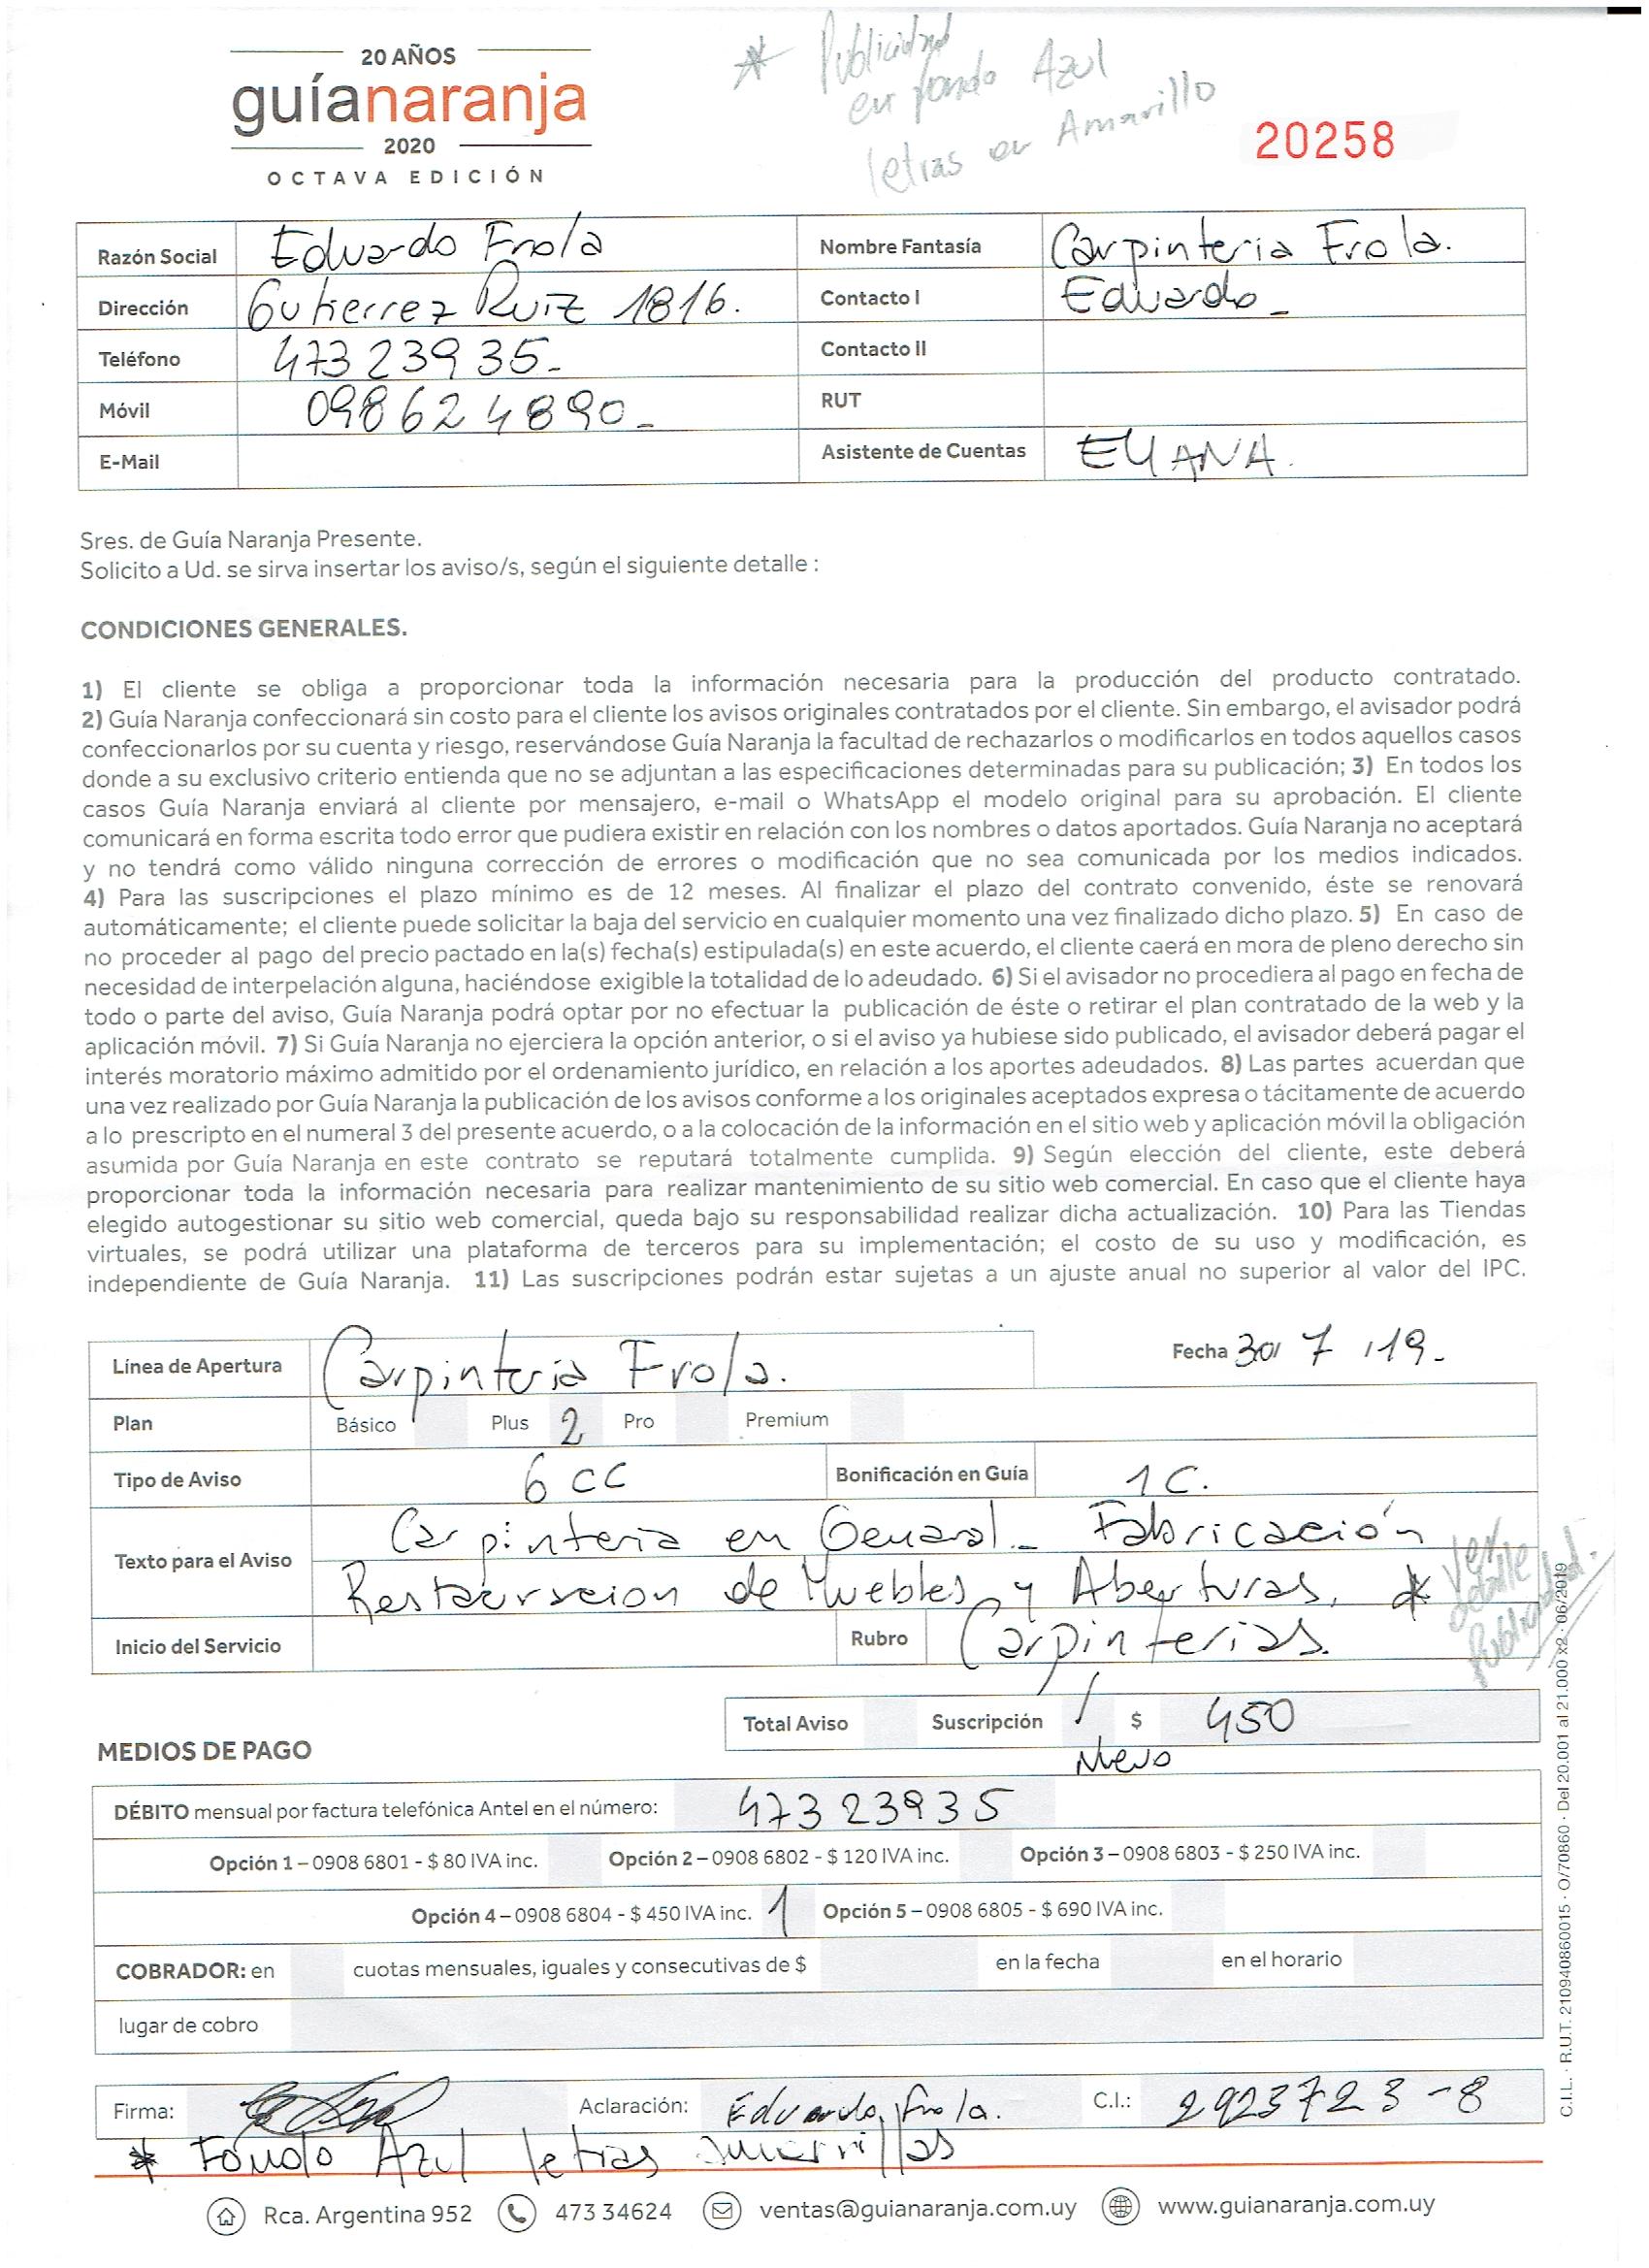 20 AÑOS
guíanaranja
2020
OCTAVA EDICIÓN
* Publicidad
en fondo Azul
letras en Amarillo
20258
Razón Social Eduardo Frola Nombre Fantasía Carpinteria Frola.
Dirección Gutierrez Ruiz 1816. Contacto I Eduardo_
Teléfono 473 23935- Contacto II
Móvil 098624890_ RUT
E-Mail Asistente de Cuentas ELIANA.
Sres. de Guía Naranja Presente.
Solicito a Ud. se sirva insertar los aviso/s, según el siguiente detalle :
CONDICIONES GENERALES.
1) El cliente se obliga a proporcionar toda la información necesaria para la producción del producto contratado.
2) Guía Naranja confeccionará sin costo para el cliente los avisos originales contratados por el cliente. Sin embargo, el avisador podrá
confeccionarlos por su cuenta y riesgo, reservándose Guía Naranja la facultad de rechazarlos o modificarlos en todos aquellos casos
donde a su exclusivo criterio entienda que no se adjuntan a las especificaciones determinadas para su publicación; 3) En todos los
casos Guía Naranja enviará al cliente por mensajero, e-mail o WhatsApp el modelo original para su aprobación. El cliente
comunicará en forma escrita todo error que pudiera existir en relación con los nombres o datos aportados. Guía Naranja no aceptará
y no tendrá como válido ninguna corrección de errores o modificación que no sea comunicada por los medios indicados.
4) Para las suscripciones el plazo mínimo es de 12 meses. Al finalizar el plazo del contrato convenido, éste se renovará
automáticamente; el cliente puede solicitar la baja del servicio en cualquier momento una vez finalizado dicho plazo. 5) En caso de
no proceder al pago del precio pactado en la(s) fecha(s) estipulada(s) en este acuerdo, el cliente caerá en mora de pleno derecho sin
necesidad de interpelación alguna, haciéndose exigible la totalidad de lo adeudado. 6) Si el avisador no procediera al pago en fecha de
todo o parte del aviso, Guía Naranja podrá optar por no efectuar la publicación de éste o retirar el plan contratado de la web y la
aplicación móvil. 7) Si Guía Naranja no ejerciera la opción anterior, o si el aviso ya hubiese sido publicado, el avisador deberá pagar el
interés moratorio máximo admitido por el ordenamiento jurídico, en relación a los aportes adeudados. 8) Las partes acuerdan que
una vez realizado por Guía Naranja la publicación de los avisos conforme a los originales aceptados expresa o tácitamente de acuerdo
a lo prescripto en el numeral 3 del presente acuerdo, o a la colocación de la información en el sitio web y aplicación móvil la obligación
asumida por Guía Naranja en este contrato se reputará totalmente cumplida. 9) Según elección del cliente, este deberá
proporcionar toda la información necesaria para realizar mantenimiento de su sitio web comercial. En caso que el cliente haya
elegido autogestionar su sitio web comercial, queda bajo su responsabilidad realizar dicha actualización. 10) Para las Tiendas
virtuales, se podrá utilizar una plataforma de terceros para su implementación; el costo de su uso y modificación, es
independiente de Guía Naranja. 11) Las suscripciones podrán estar sujetas a un ajuste anual no superior al valor del IPC.
Línea de Apertura Carpinteria Frola. Fecha 30/ 7 /19-
Plan Básico Plus 2 Pro Premium
Tipo de Aviso 6 CC Bonificación en Guía 1 C.
Texto para el Aviso Carpinteria en General_ Fabricación
Restauracion de Muebles y Aberturas. *
Ver
detalle
Publicidad.
Inicio del Servicio Rubro Carpinterias.
Total Aviso Suscripción / $ 450
Nuevo
MEDIOS DE PAGO
DÉBITO mensual por factura telefónica Antel en el número: 473 23935
Opción 1 – 0908 6801 - $ 80 IVA inc. Opción 2 – 0908 6802 - $ 120 IVA inc. Opción 3 – 0908 6803 - $ 250 IVA inc.
Opción 4 – 0908 6804 - $ 450 IVA inc. 1 Opción 5 – 0908 6805 - $ 690 IVA inc.
COBRADOR: en cuotas mensuales, iguales y consecutivas de $ en la fecha en el horario
lugar de cobro
Firma: Aclaración: Eduardo Frola. C.I.: 2923723-8
* Fondo Azul letras amarillas
Rca. Argentina 952 473 34624 ventas@guianaranja.com.uy www.guianaranja.com.uy
C.I.L. · R.U.T. 210940860015 · O/70860 · Del 20.001 al 21.000 x2 · 06/2019